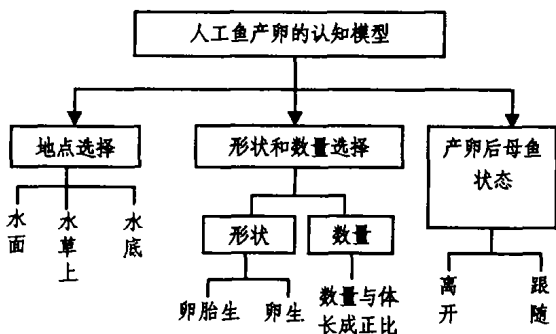 人工鱼产卵的认知模型
地点选择
形状和数量选择
产卵后母鱼
状态
水面
水草上
水底
形状
数量
卵胎生
卵生
数量与体
长成正比
离开
跟随